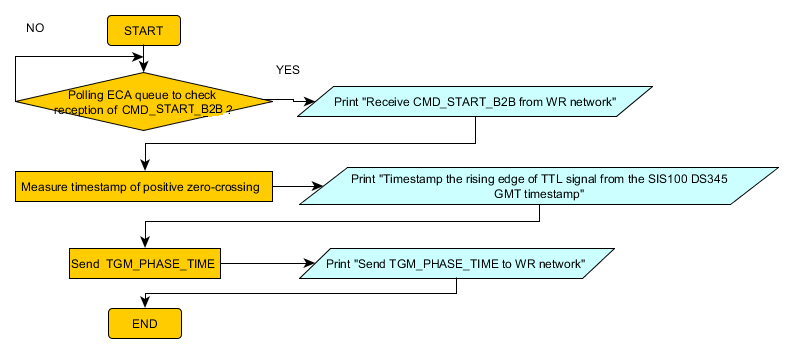 NO
START
YES
Polling ECA queue to check
reception of CMD_START_B2B ?
Print "Receive CMD_START_B2B from WR network"
Measure timestamp of positive zero-crossing
Print "Timestamp the rising edge of TTL signal from the SIS100 DS345
GMT timestamp"
Send TGM_PHASE_TIME
Print "Send TGM_PHASE_TIME to WR network"
END